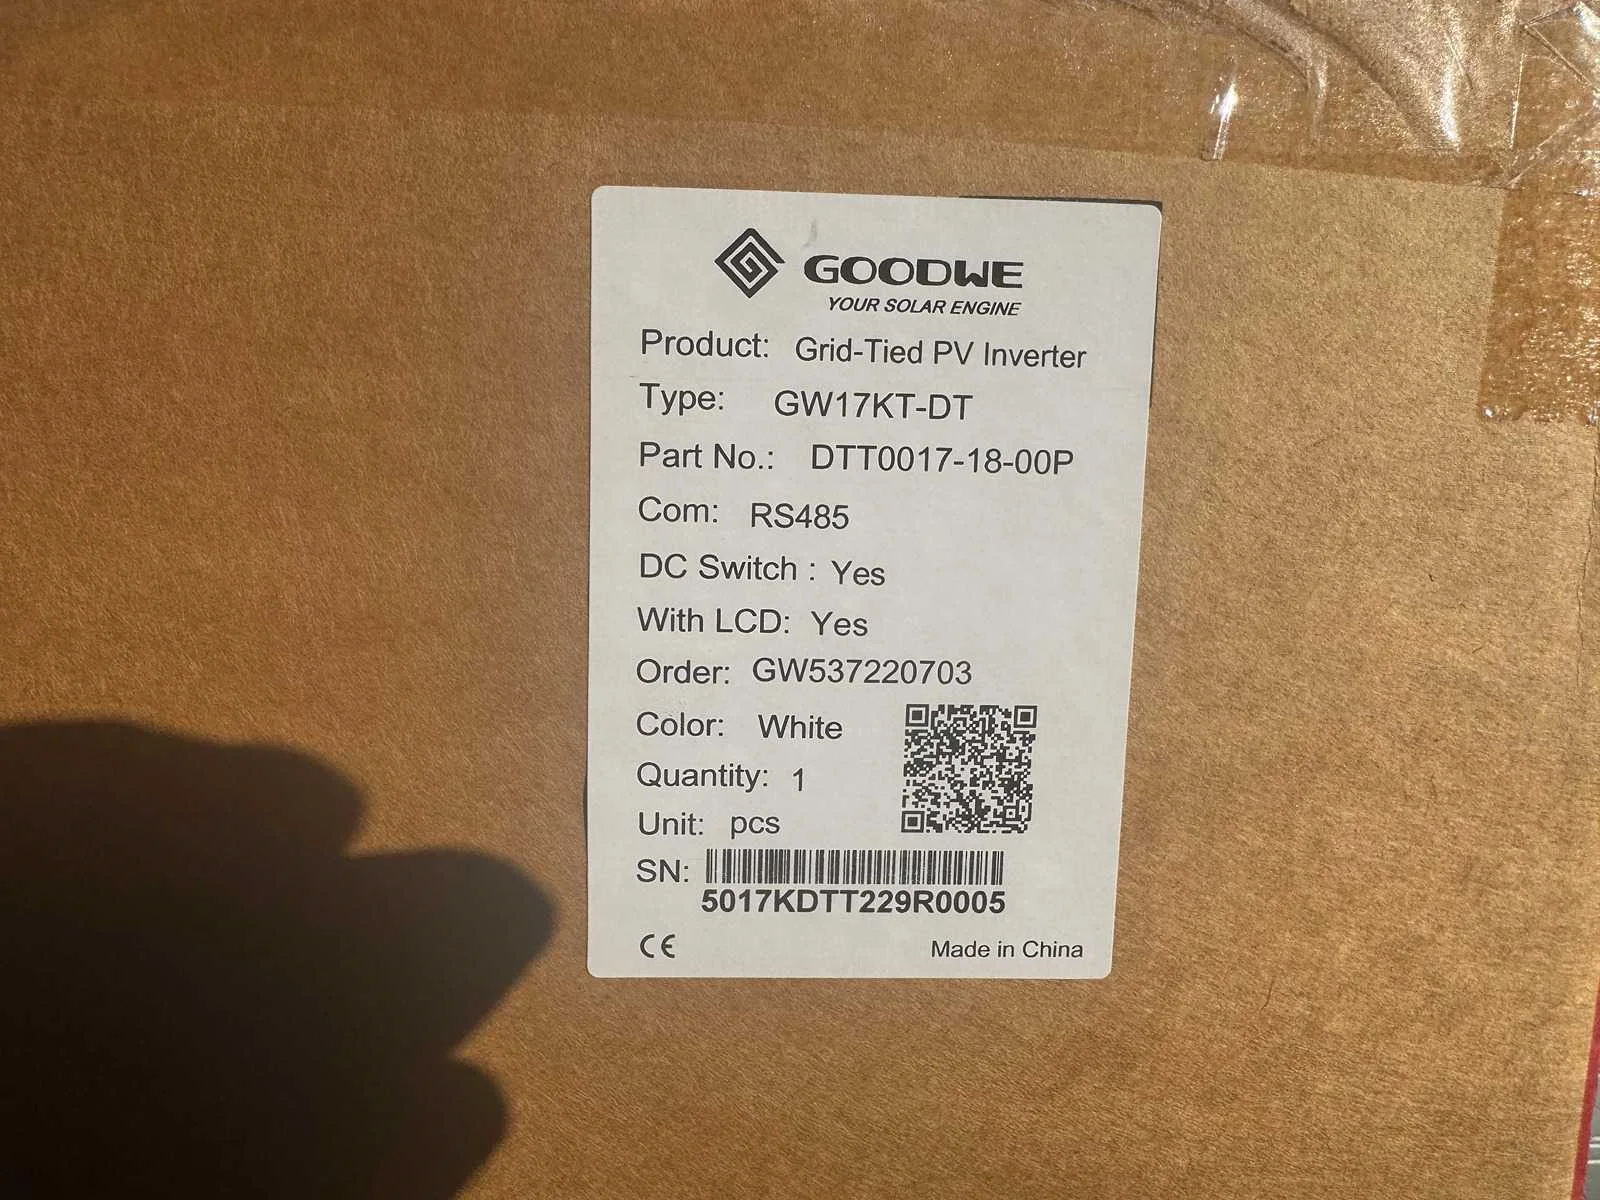 GOODWE
YOUR SOLAR ENGINE
Product: Grid-Tied PV Inverter
Type: GW17KT-DT
Part No.: DTT0017-18-00P
Com: RS485
DC Switch : Yes
With LCD: Yes
Order: GW537220703
Color: White
Quantity: 1
Unit: pcs
SN:
5017KDTT229R0005
CE Made in China